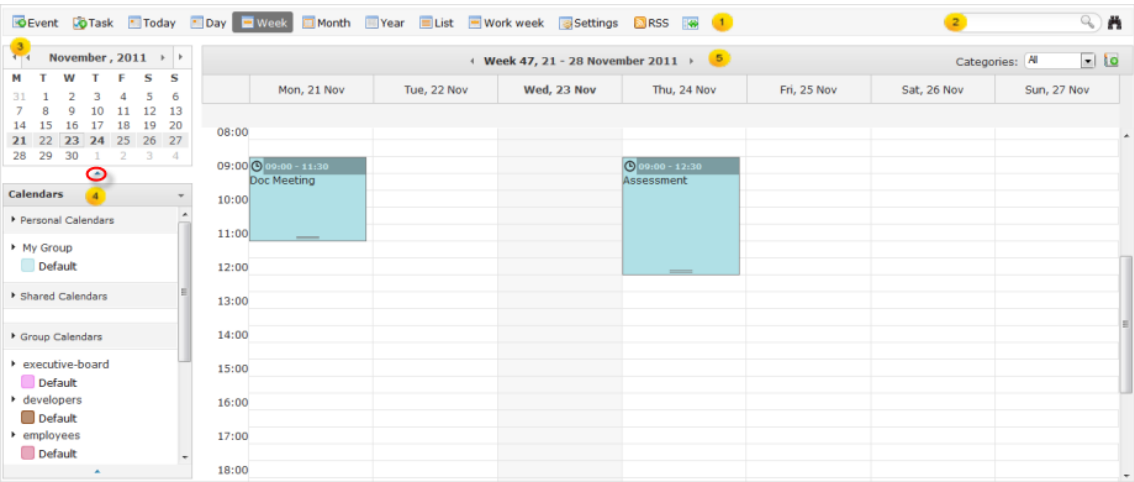 Event Task Today Day Week Month Year List Work week Settings RSS 1 2
3
November , 2011
M T W T F S S
31 1 2 3 4 5 6
7 8 9 10 11 12 13
14 15 16 17 18 19 20
21 22 23 24 25 26 27
28 29 30 1 2 3 4
Calendars 4
Personal Calendars
My Group
Default
Shared Calendars
Group Calendars
executive-board
Default
developers
Default
employees
Default
Week 47, 21 - 28 November 2011 5 Categories: All
Mon, 21 Nov Tue, 22 Nov Wed, 23 Nov Thu, 24 Nov Fri, 25 Nov Sat, 26 Nov Sun, 27 Nov
08:00
09:00 09:00 - 11:30 09:00 - 12:30
Doc Meeting Assessment
10:00
11:00
12:00
13:00
14:00
15:00
16:00
17:00
18:00